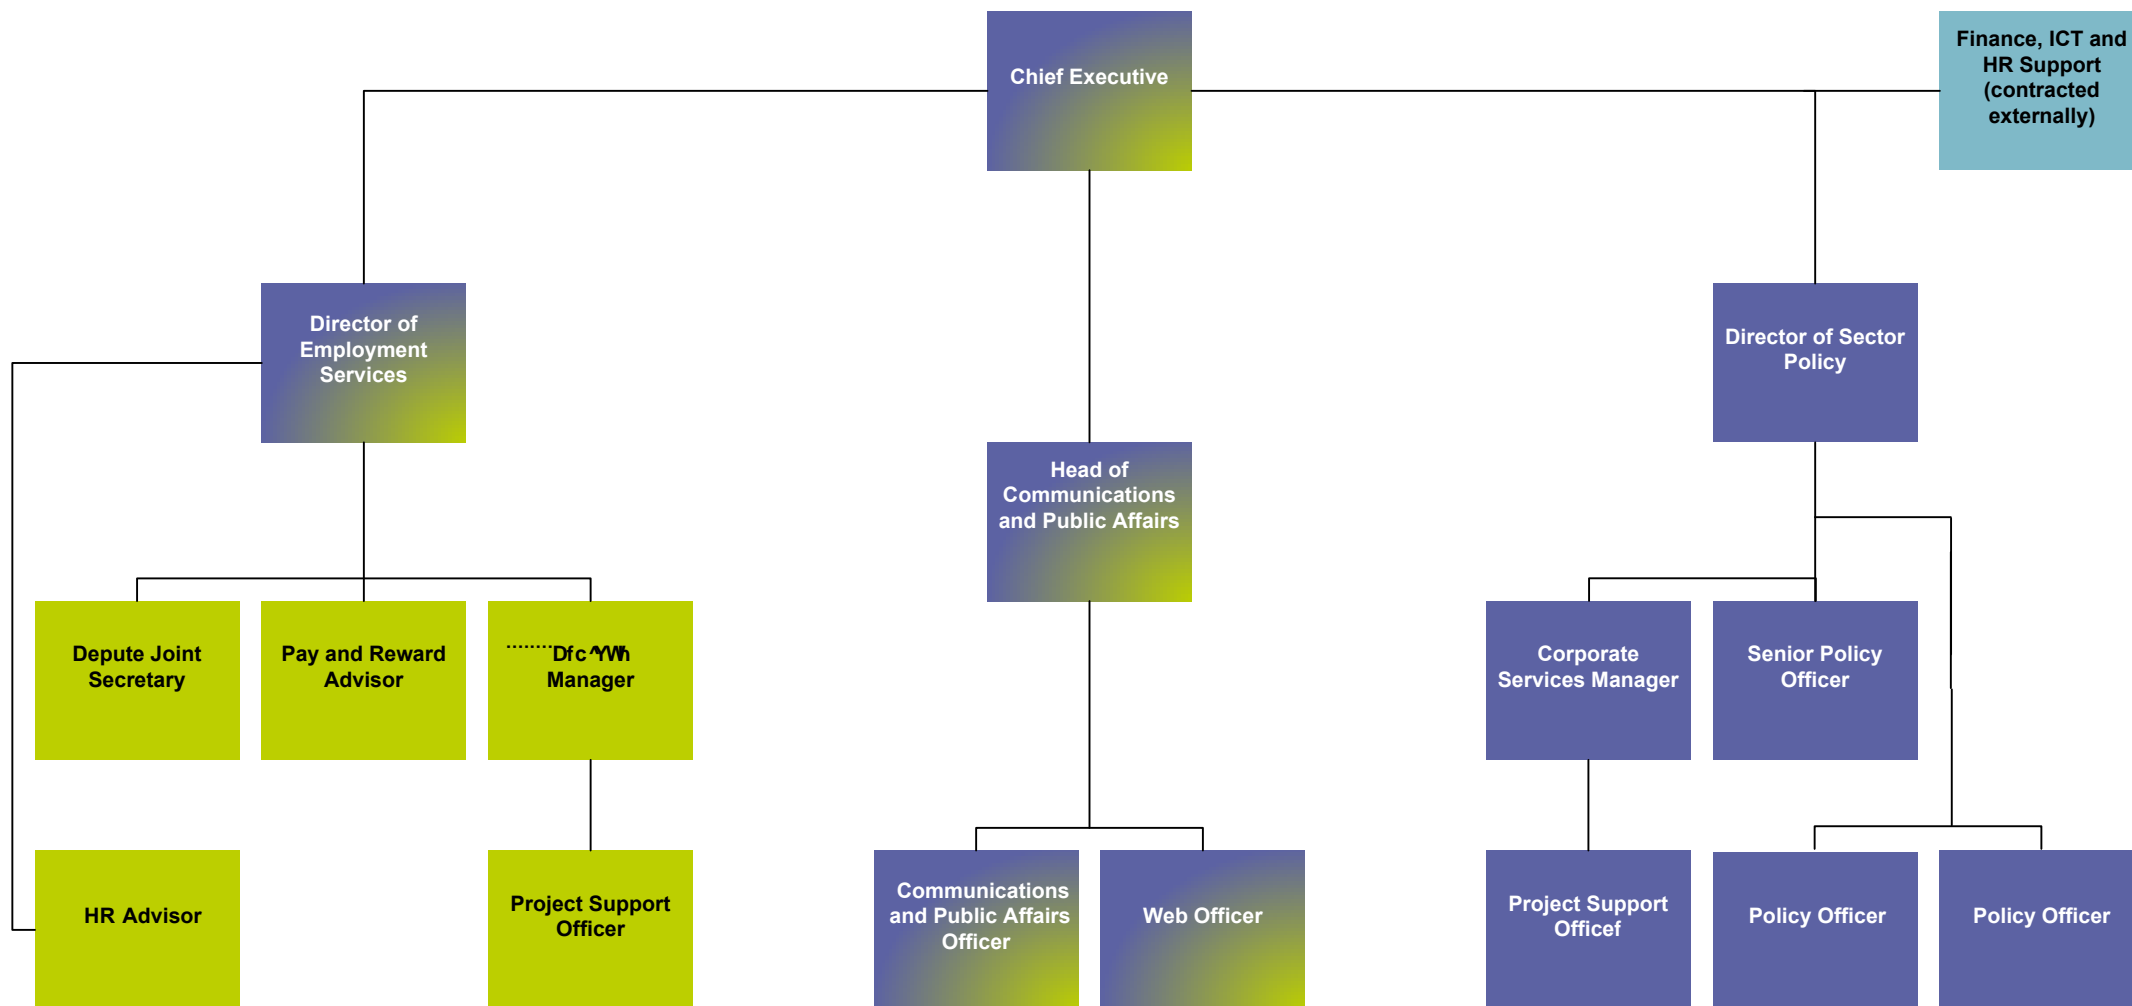 Chief Executive
Finance, ICT and
HR Support
(contracted
externally)
Director of
Employment
Services
Director of Sector
Policy
Head of
Communications
and Public Affairs
Depute Joint
Secretary
Pay and Reward
Advisor
Manager
Corporate
Services Manager
Senior Policy
Officer
HR Advisor
Project Support
Officer
Communications
and Public Affairs
Officer
Web Officer
Project Support
Officef
Policy Officer
Policy Officer